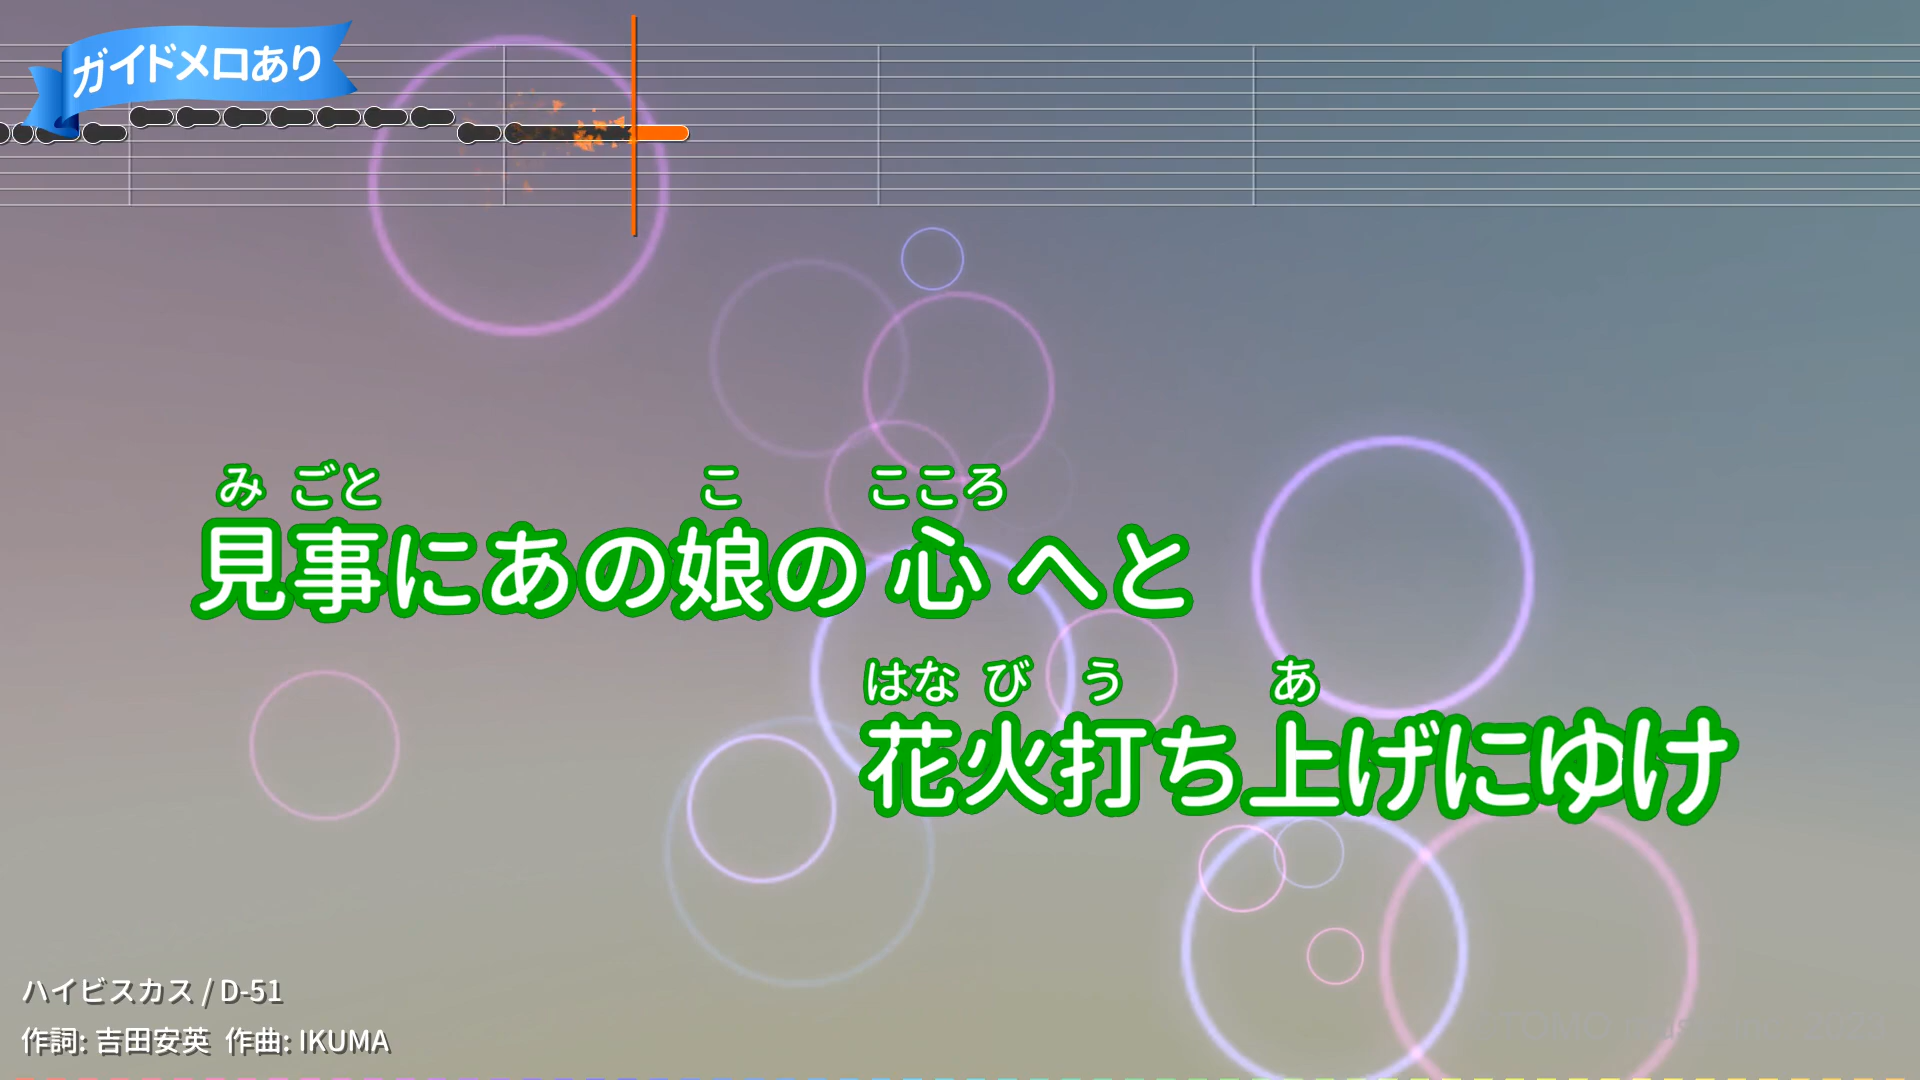 ガイドメロあり
み ごと こ こころ
見事にあの娘の心へと
はな び う あ
花火打ち上げにゆけ
ハイビスカス / D-51
作詞: 吉田安英 作曲: IKUMA